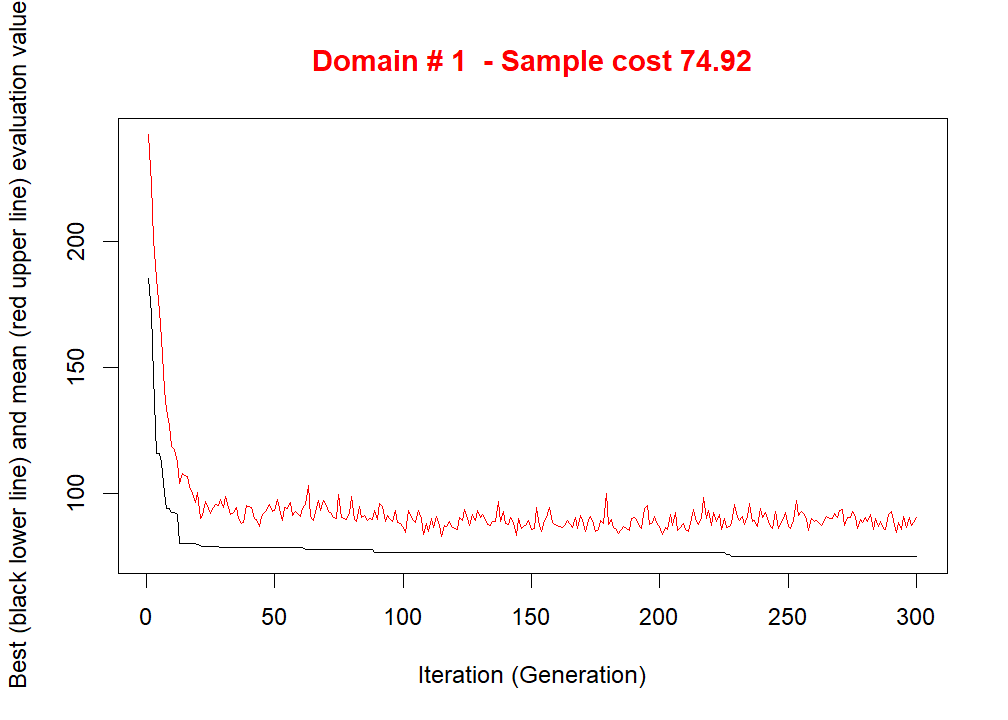 Domain # 1  - Sample cost 74.92
Best (black lower line) and mean (red upper line) evaluation value
200
150
100
0 50 100 150 200 250 300
Iteration (Generation)